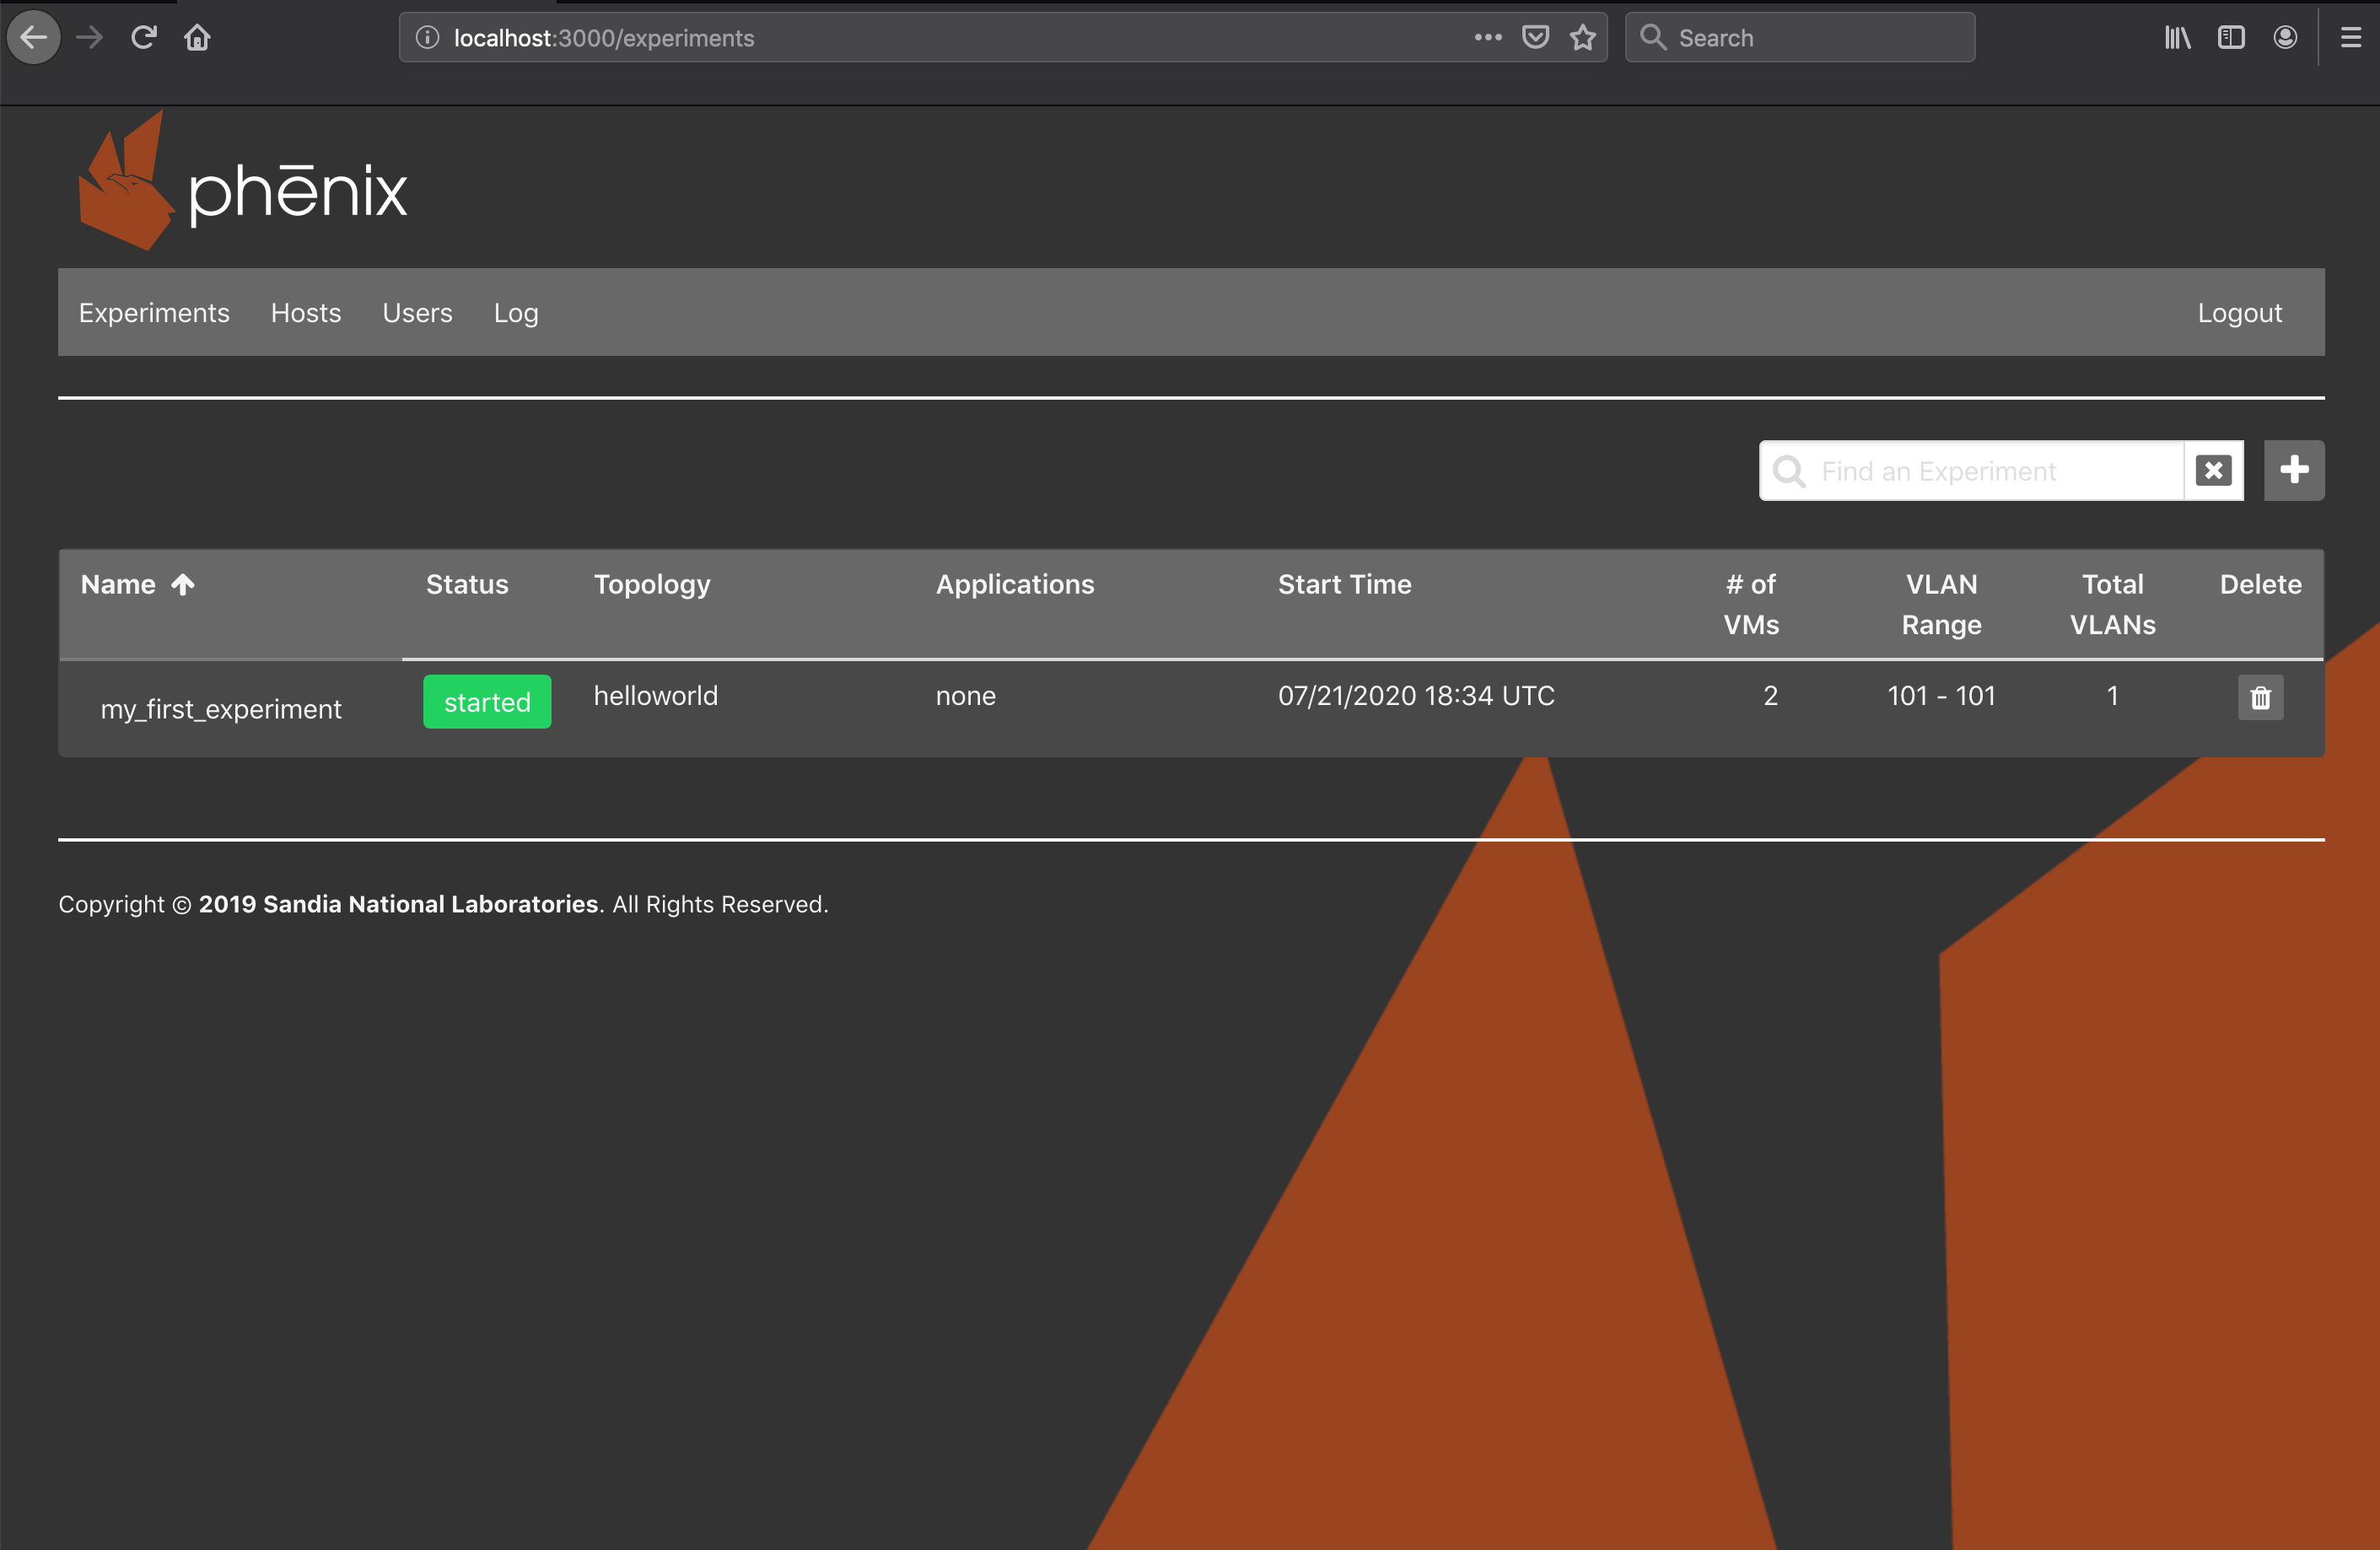 localhost:3000/experiments
Search
phēnix
Experiments Hosts Users Log Logout
Find an Experiment
Name Status Topology Applications Start Time # of VMs VLAN Range Total VLANs Delete
my_first_experiment started helloworld none 07/21/2020 18:34 UTC 2 101 - 101 1
Copyright © 2019 Sandia National Laboratories. All Rights Reserved.